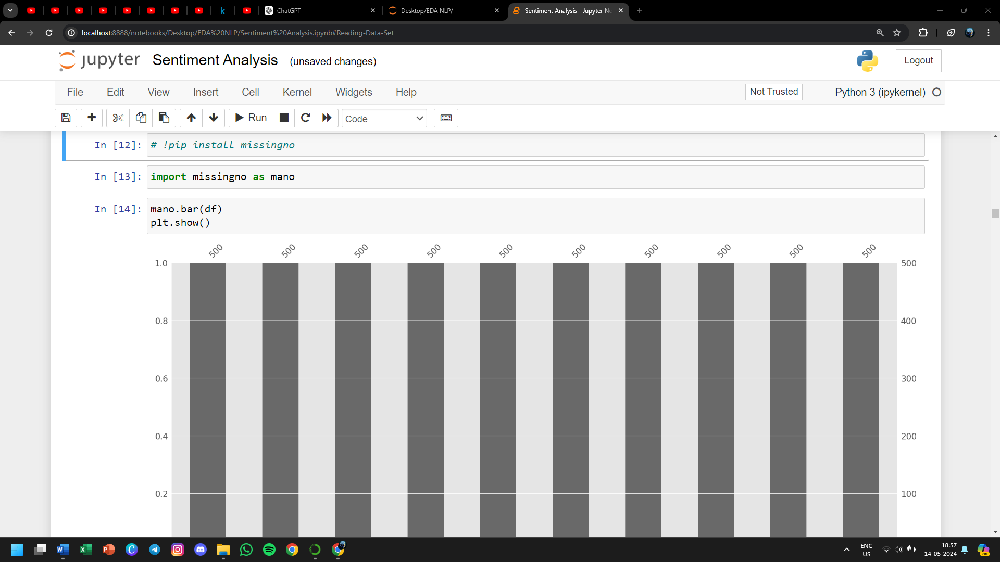 ChatGPT
Desktop/EDA NLP/
Sentiment Analysis - Jupyter No
localhost:8888/notebooks/Desktop/EDA%20NLP/Sentiment%20Analysis.ipynb#Reading-Data-Set
jupyter Sentiment Analysis (unsaved changes)
Logout
File Edit View Insert Cell Kernel Widgets Help
Not Trusted
Python 3 (ipykernel)
Run
Code
In [12]: # !pip install missingno
In [13]: import missingno as mano
In [14]: mano.bar(df)
plt.show()
500 500 500 500 500 500 500 500 500 500
1.0 500
0.8 400
0.6 300
0.4 200
0.2 100
ENG
US
18:57
14-05-2024
PRE